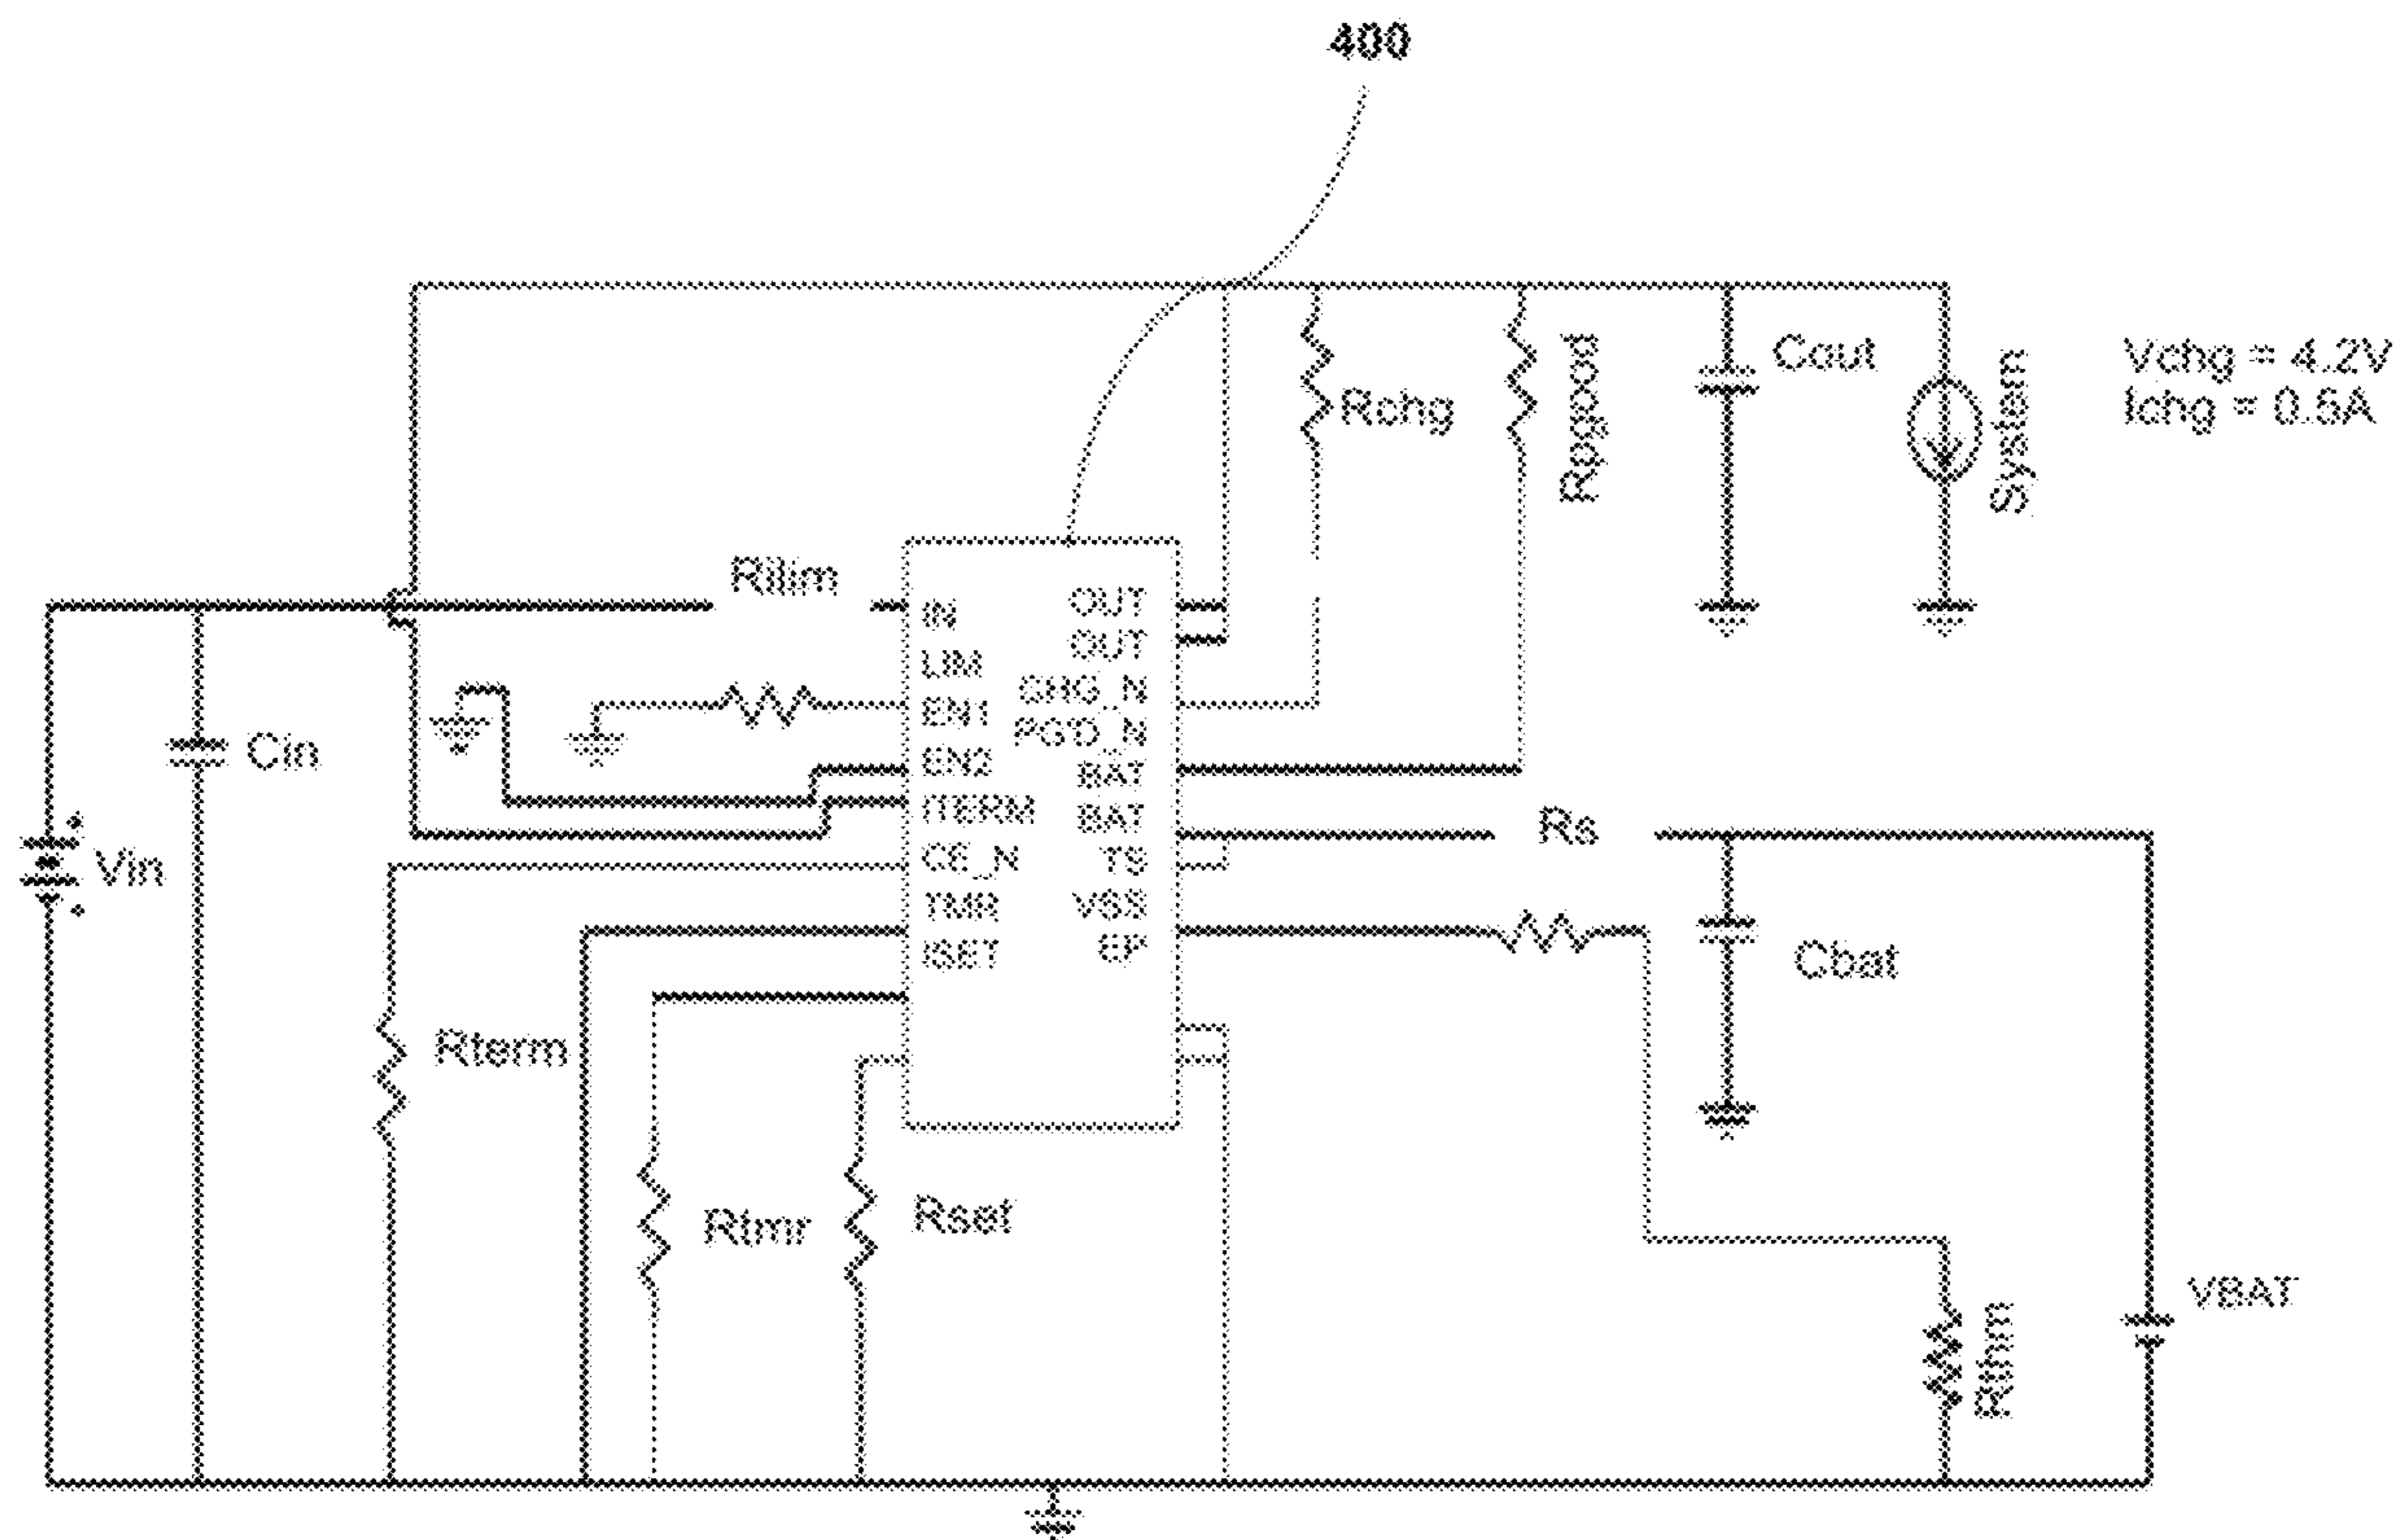 400
Cout
Vchg = 4.2V
Ichg = 0.5A
Rchg
Rpgood
System
Rilim
IN
LIM
EN1
EN2
ITERM
CE_N
TMR
ISET
OUT
OUT
CHG_N
PGD_N
BAT
BAT
TS
VSS
EP
Cin
Vin
Rs
Cbat
Rterm
Rtmr
Rset
VBAT
Rthm